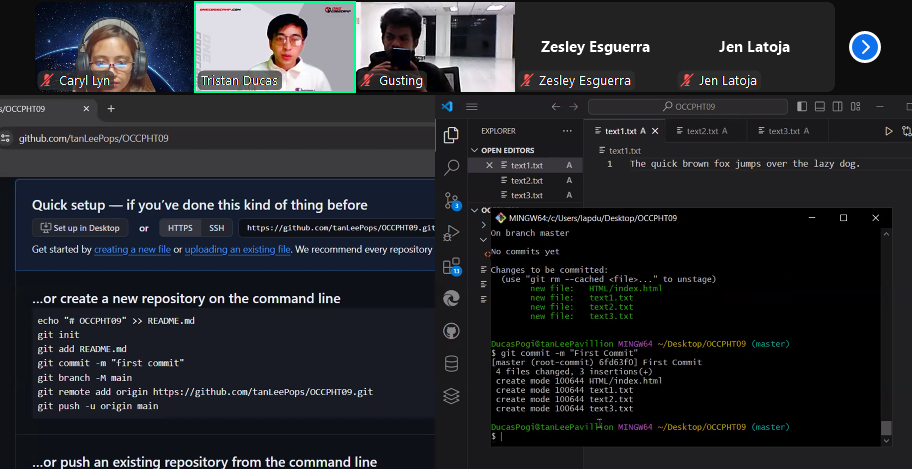 Zesley Esguerra
Jen Latoja
Caryl Lyn
Tristan Ducas
Gusting
Zesley Esguerra
Jen Latoja
ONECODECAMP.COM
s/OCCPHT09
github.com/tanLeePops/OCCPHT09
Quick setup — if you've done this kind of thing before
Set up in Desktop or HTTPS SSH https://github.com/tanLeePops/OCCPHT09.git
Get started by creating a new file or uploading an existing file. We recommend every repository
...or create a new repository on the command line
echo "# OCCPHT09" >> README.md
git init
git add README.md
git commit -m "first commit"
git branch -M main
git remote add origin https://github.com/tanLeePops/OCCPHT09.git
git push -u origin main
...or push an existing repository from the command line
OCCPHT09
EXPLORER
OPEN EDITORS
text1.txt A
text2.txt A
text3.txt A
OC
3
11
text1.txt A
text2.txt A
text3.txt A
text1.txt
1 The quick brown fox jumps over the lazy dog.
MINGW64:/c/Users/lapdu/Desktop/OCCPHT09
On branch master
No commits yet
Changes to be committed:
(use "git rm --cached <file>..." to unstage)
new file: HTML/index.html
new file: text1.txt
new file: text2.txt
new file: text3.txt
DucasPogi@tanLeePavillion MINGW64 ~/Desktop/OCCPHT09 (master)
$ git commit -m "First Commit"
[master (root-commit) 6fd63f0] First Commit
4 files changed, 3 insertions(+)
create mode 100644 HTML/index.html
create mode 100644 text1.txt
create mode 100644 text2.txt
create mode 100644 text3.txt
DucasPogi@tanLeePavillion MINGW64 ~/Desktop/OCCPHT09 (master)
$